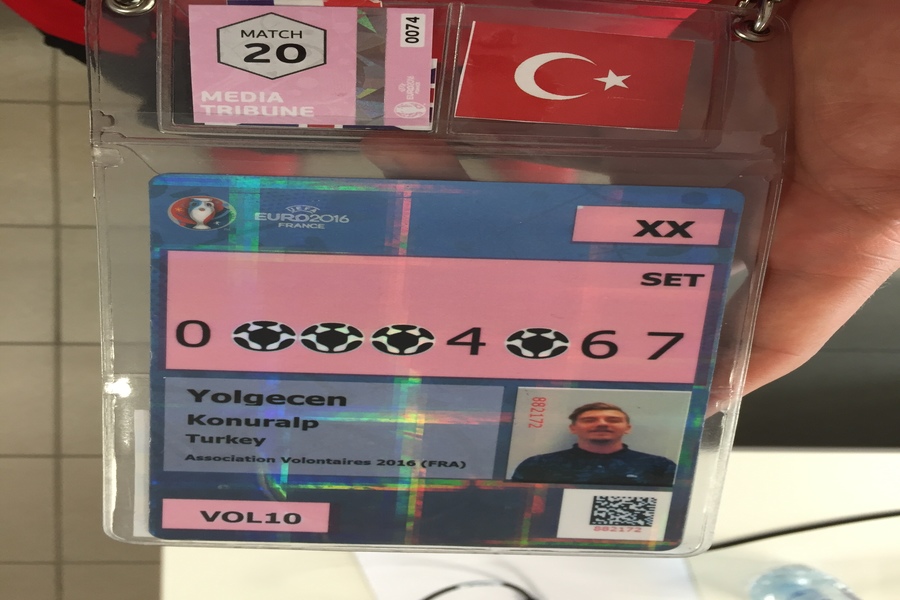 MATCH
20
MEDIA
TRIBUNE
0074
UEFA
EURO2016
FRANCE
XX
SET
0 4 6 7
Yolgecen
Konuralp
Turkey
Association Volontaires 2016 (FRA)
882172
VOL10
882172